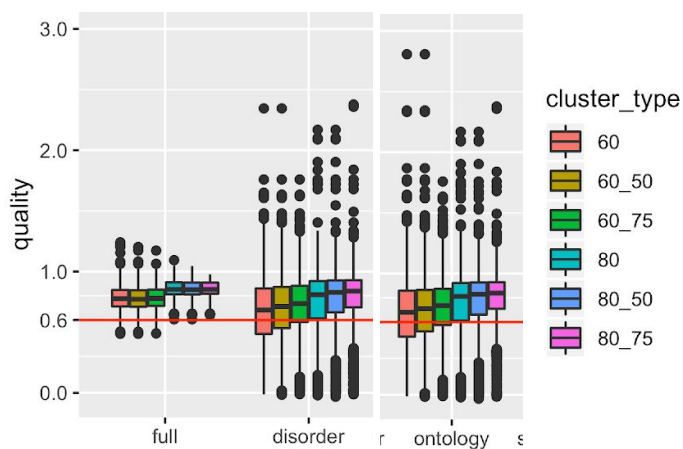 3.0
2.0
1.0
0.6
0.0
quality
full
disorder
r
ontology
s
cluster_type
60
60_50
60_75
80
80_50
80_75